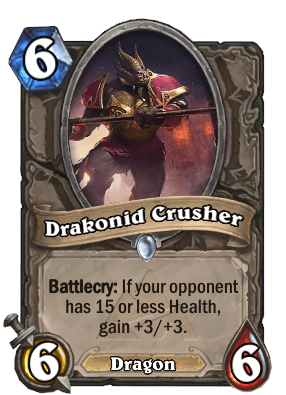 6
Drakonid Crusher
Battlecry: If your opponent
has 15 or less Health,
gain +3/+3.
6
Dragon
6